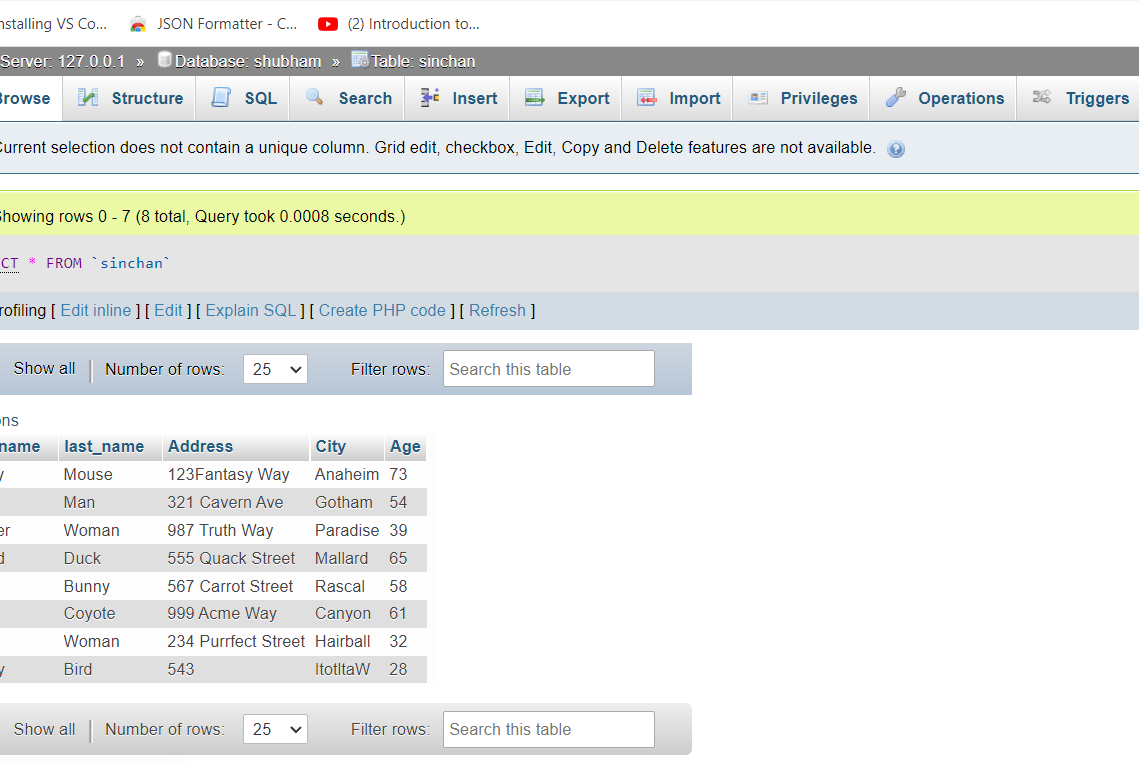 nstalling VS Co... JSON Formatter - C... (2) Introduction to...
Server: 127.0.0.1 » Database: shubham » Table: sinchan
Browse Structure SQL Search Insert Export Import Privileges Operations Triggers
Current selection does not contain a unique column. Grid edit, checkbox, Edit, Copy and Delete features are not available.
Showing rows 0 - 7 (8 total, Query took 0.0008 seconds.)
CT * FROM `sinchan`
rofiling [ Edit inline ] [ Edit ] [ Explain SQL ] [ Create PHP code ] [ Refresh ]
Show all | Number of rows: 25 Filter rows: Search this table
ons
name last_name Address City Age
y Mouse 123Fantasy Way Anaheim 73
Man 321 Cavern Ave Gotham 54
er Woman 987 Truth Way Paradise 39
d Duck 555 Quack Street Mallard 65
Bunny 567 Carrot Street Rascal 58
Coyote 999 Acme Way Canyon 61
Woman 234 Purrfect Street Hairball 32
y Bird 543 ItotltaW 28
Show all | Number of rows: 25 Filter rows: Search this table